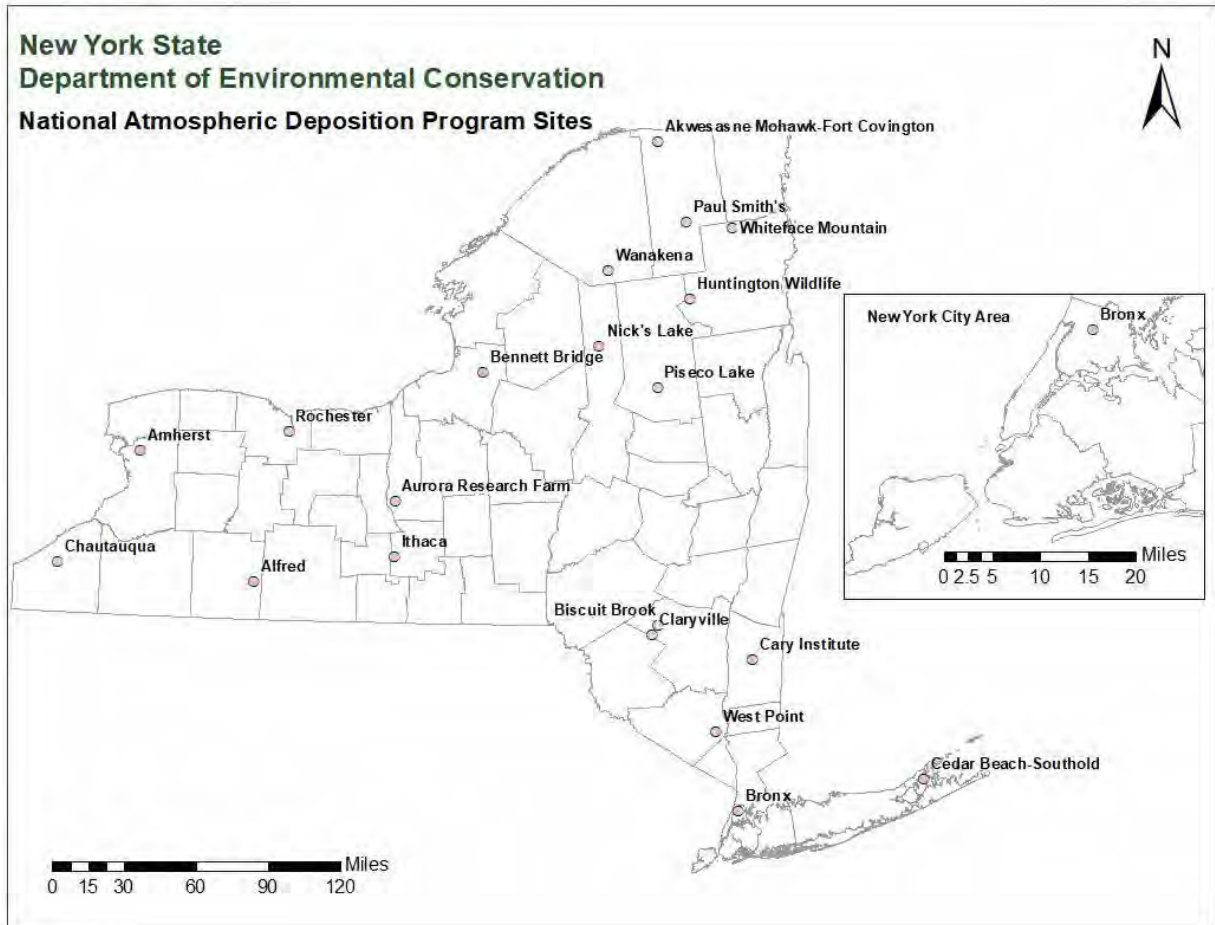 New York State
Department of Environmental Conservation
National Atmospheric Deposition Program Sites
N
Akwesasne Mohawk-Fort Covington
Paul Smith's
Whiteface Mountain
Wanakena
Huntington Wildlife
Nick's Lake
Bennett Bridge
Piseco Lake
Rochester
Amherst
Aurora Research Farm
Ithaca
Chautauqua
Alfred
Biscuit Brook
Claryville
Cary Institute
West Point
Cedar Beach-Southold
Bronx
New York City Area
Bronx
Miles
0 2.5 5 10 15 20
Miles
0 15 30 60 90 120